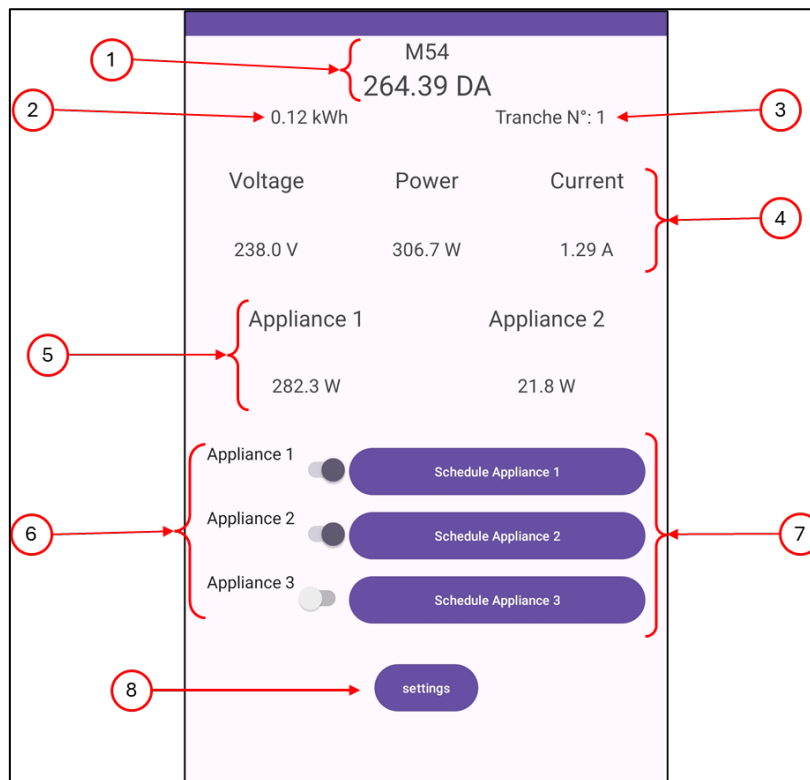 1
M54
264.39 DA
2
0.12 kWh
Tranche N°: 1
3
Voltage
Power
Current
4
238.0 V
306.7 W
1.29 A
5
Appliance 1
Appliance 2
282.3 W
21.8 W
6
Appliance 1
Schedule Appliance 1
Appliance 2
Schedule Appliance 2
7
Appliance 3
Schedule Appliance 3
8
settings